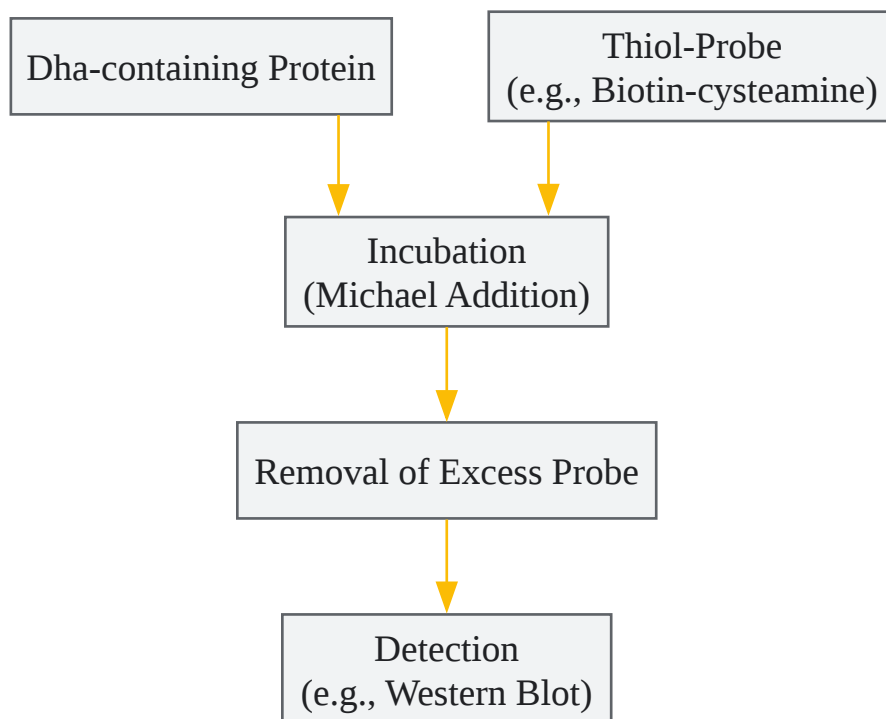 Dha-containing Protein
Thiol-Probe
(e.g., Biotin-cysteamine)
Incubation
(Michael Addition)
Removal of Excess Probe
Detection
(e.g., Western Blot)